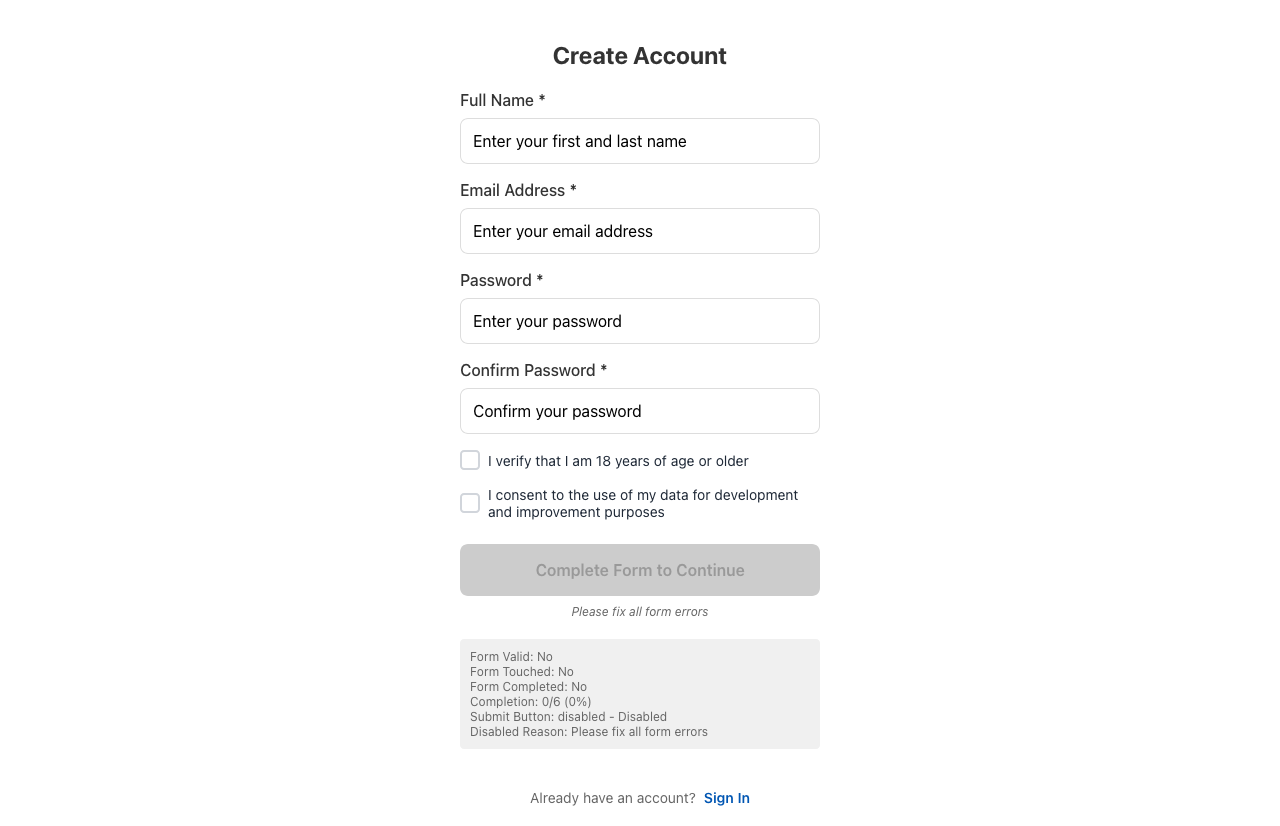 Create Account
Full Name *
Enter your first and last name
Email Address *
Enter your email address
Password *
Enter your password
Confirm Password *
Confirm your password
I verify that I am 18 years of age or older
I consent to the use of my data for development
and improvement purposes
Complete Form to Continue
Please fix all form errors
Form Valid: No
Form Touched: No
Form Completed: No
Completion: 0/6 (0%)
Submit Button: disabled - Disabled
Disabled Reason: Please fix all form errors
Already have an account? Sign In